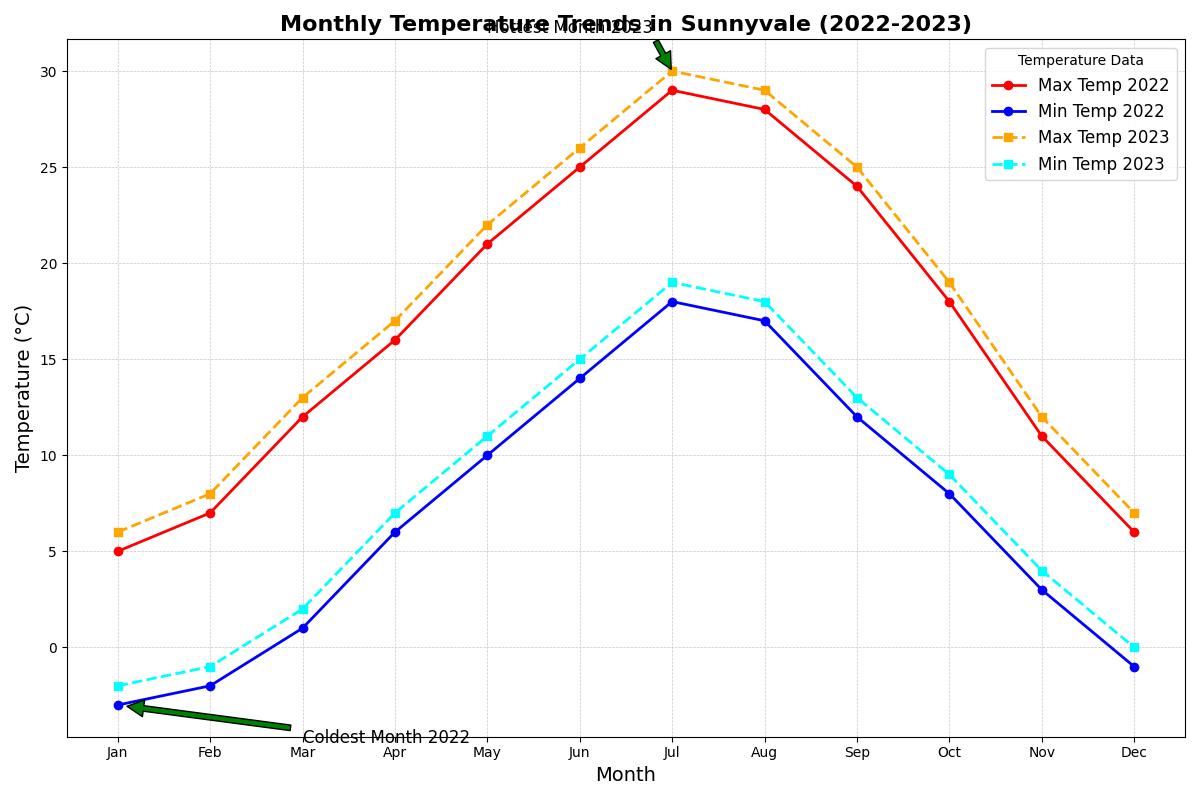 Monthly Temperature Trends in Sunnyvale (2022-2023)
Hottest Month 2023
Temperature Data
Max Temp 2022
Min Temp 2022
Max Temp 2023
Min Temp 2023
Temperature (°C)
30
25
20
15
10
5
0
Coldest Month 2022
Jan Feb Mar Apr May Jun Jul Aug Sep Oct Nov Dec
Month